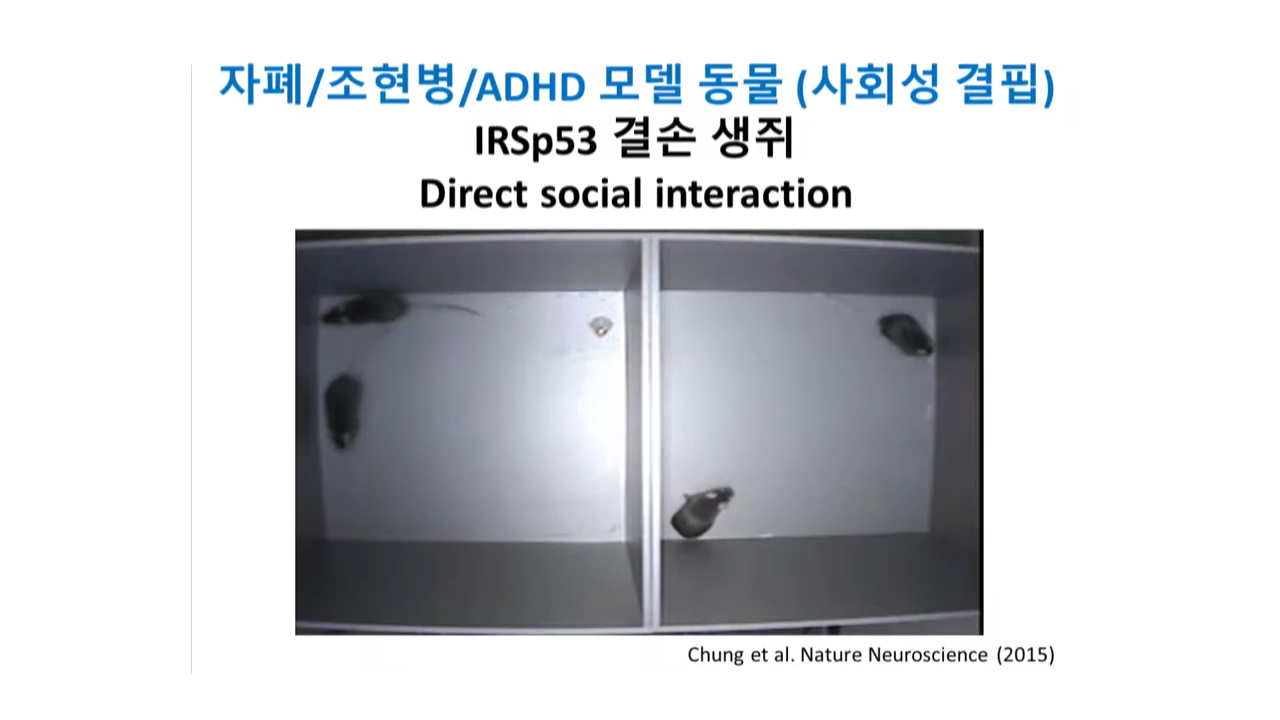 자폐/조현병/ADHD 모델 동물 (사회성 결핍)
IRSp53 결손 생쥐
Direct social interaction
Chung et al. Nature Neuroscience (2015)